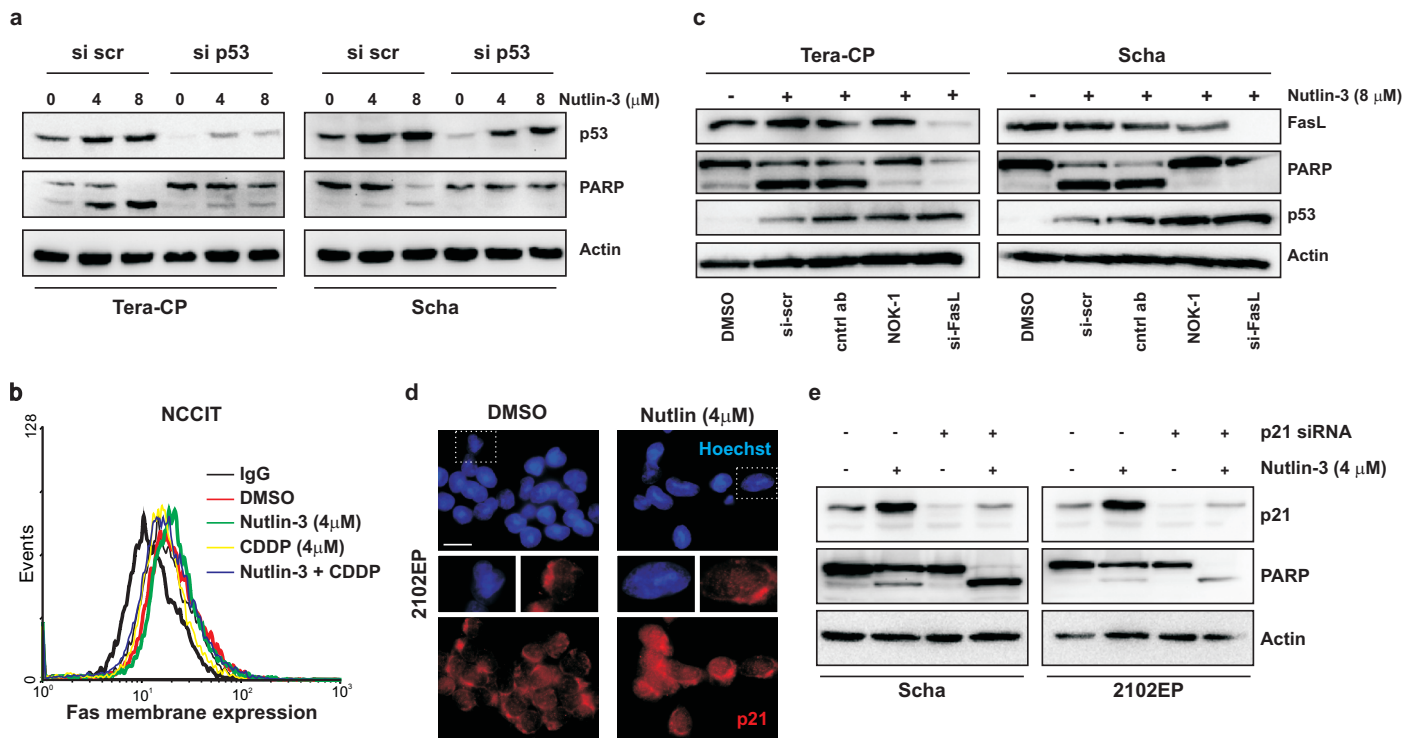 a
si scr si p53 si scr si p53
0 4 8 0 4 8 0 4 8 0 4 8 Nutlin-3 (μM)
p53
PARP
Actin
Tera-CP Scha
c
Tera-CP Scha
- + + + + - + + + + Nutlin-3 (8 μM)
FasL
PARP
p53
Actin
DMSO si-scr cntrl ab NOK-1 si-FasL DMSO si-scr cntrl ab NOK-1 si-FasL
b
NCCIT
128
Events
0
IgG
DMSO
Nutlin-3 (4μM)
CDDP (4μM)
Nutlin-3 + CDDP
10⁰ 10¹ 10² 10³
Fas membrane expression
d
DMSO Nutlin (4μM)
Hoechst
2102EP
p21
e
- - + + - - + + p21 siRNA
- + - + - + - + Nutlin-3 (4 μM)
p21
PARP
Actin
Scha 2102EP